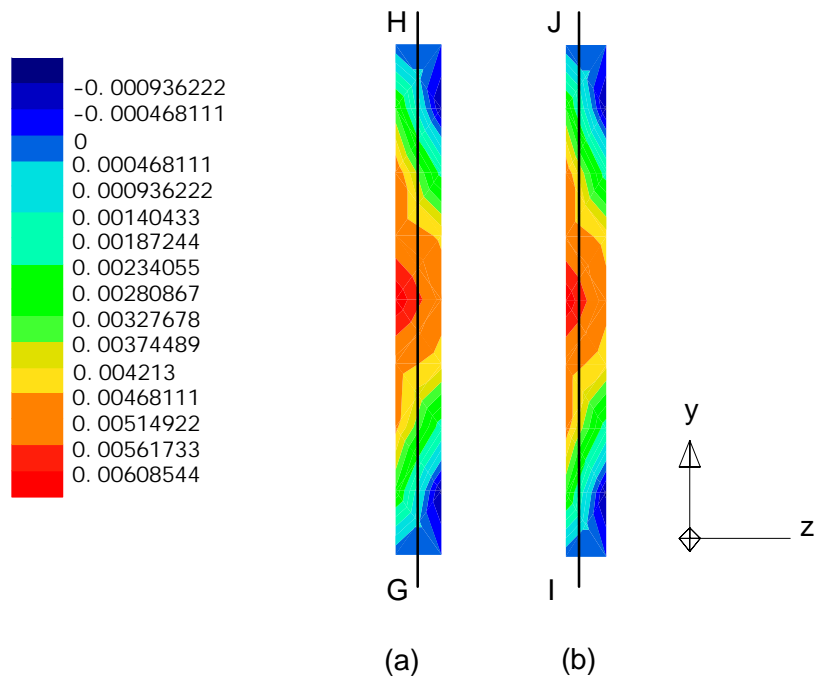 H
J
-0. 000936222
-0. 000468111
0
0. 000468111
0. 000936222
0. 00140433
0. 00187244
0. 00234055
0. 00280867
0. 00327678
0. 00374489
0. 004213
0. 00468111
0. 00514922
0. 00561733
0. 00608544
y
z
G
I
(a)
(b)